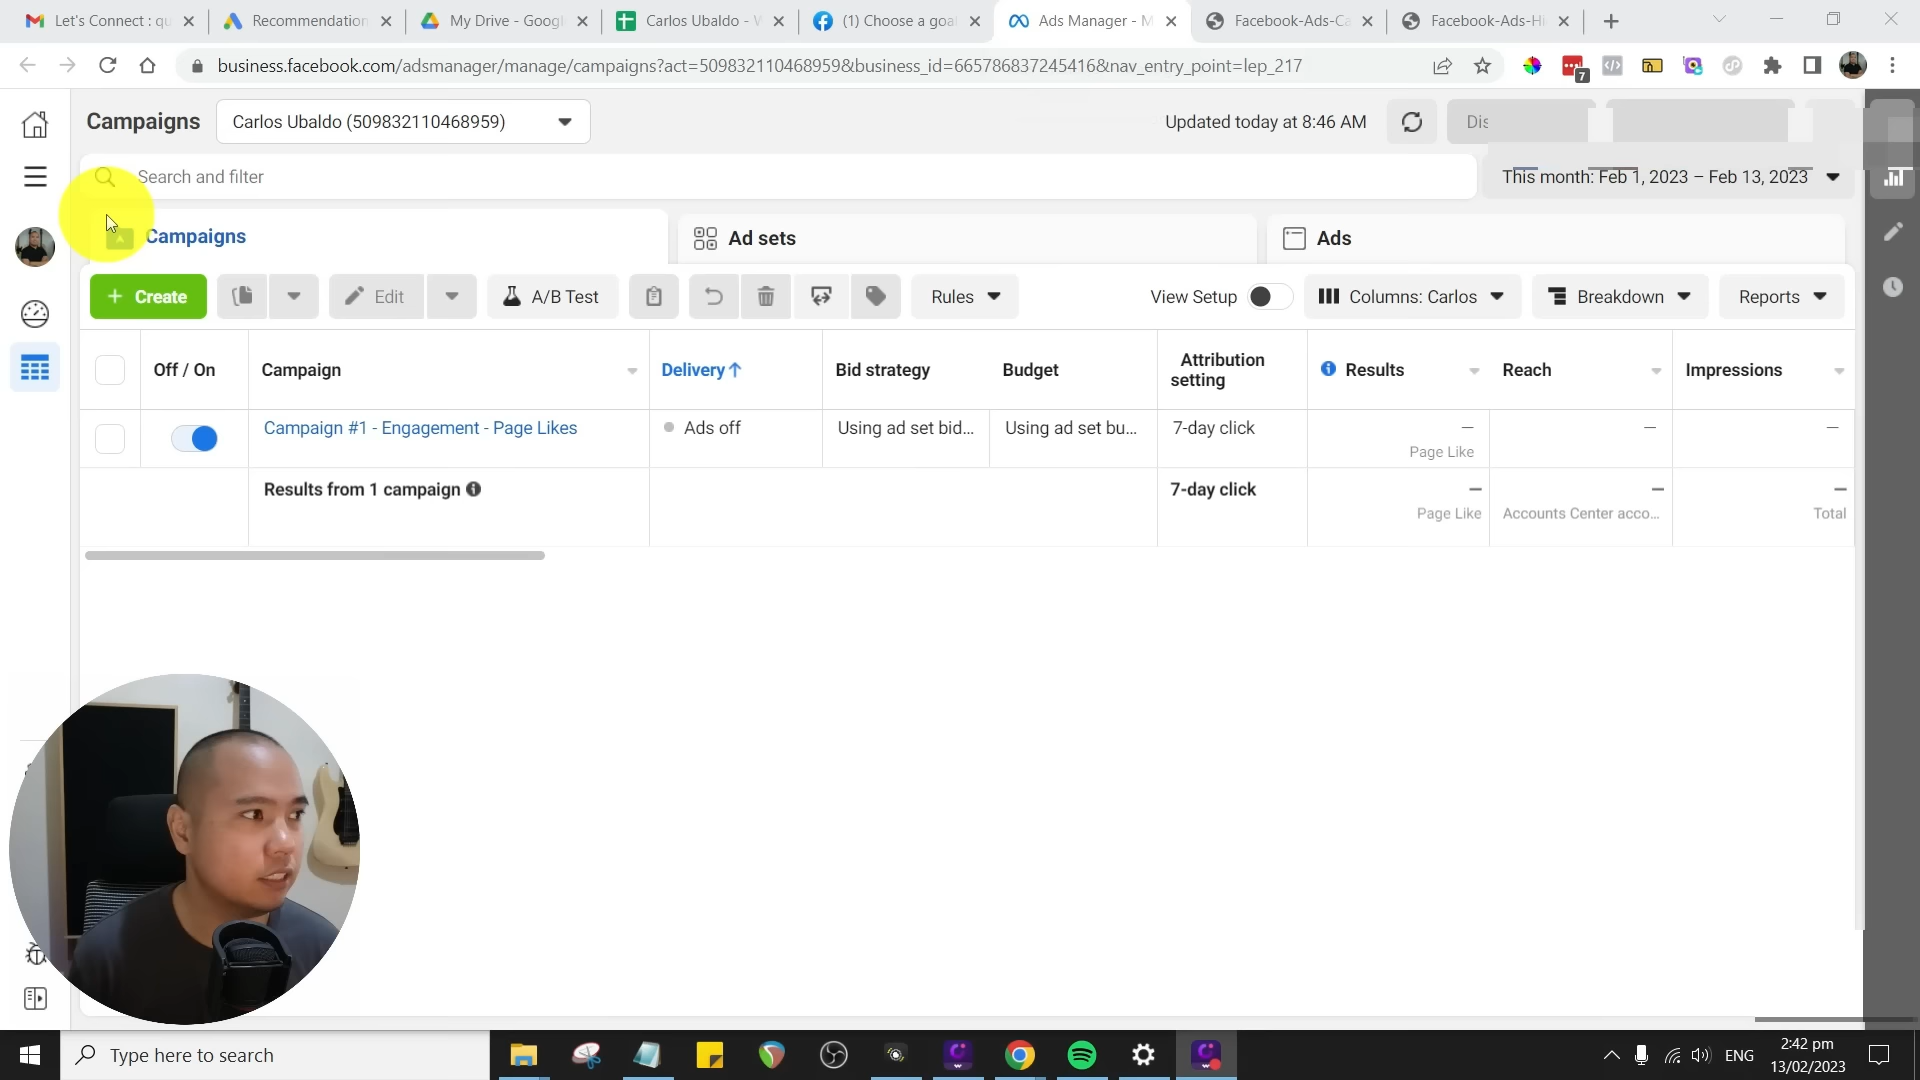 Let's Connect : qu
Recommendation
My Drive - Googl
Carlos Ubaldo - W
(1) Choose a goa
Ads Manager - M
Facebook-Ads-Ca
Facebook-Ads-Hi
business.facebook.com/adsmanager/manage/campaigns?act=509832110468959&business_id=665786837245416&nav_entry_point=lep_217
7
Campaigns
Carlos Ubaldo (509832110468959)
Updated today at 8:46 AM
Dis
Search and filter
This month: Feb 1, 2023 – Feb 13, 2023
Campaigns
Ad sets
Ads
+ Create
Edit
A/B Test
Rules
View Setup
Columns: Carlos
Breakdown
Reports
Off / On
Campaign
Delivery↑
Bid strategy
Budget
Attribution
setting
Results
Reach
Impressions
Campaign #1 - Engagement - Page Likes
Ads off
Using ad set bid...
Using ad set bu...
7-day click
—
Page Like
—
—
Results from 1 campaign
7-day click
—
Page Like
—
Accounts Center acco...
—
Total
Type here to search
ENG
2:42 pm
13/02/2023